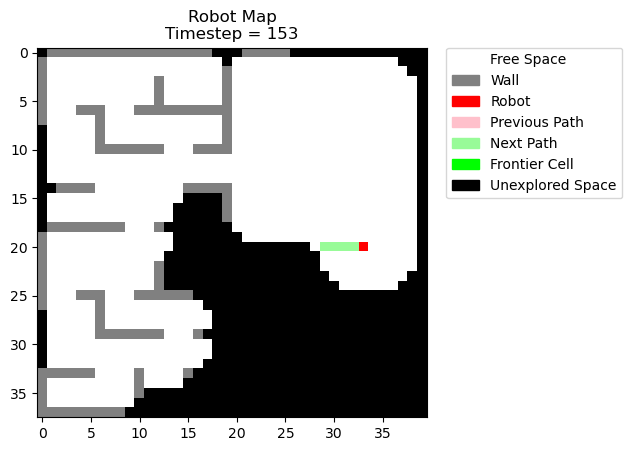 Robot Map
Timestep = 153
0
5
10
15
20
25
30
35
0
5
10
15
20
25
30
35
Free Space
Wall
Robot
Previous Path
Next Path
Frontier Cell
Unexplored Space